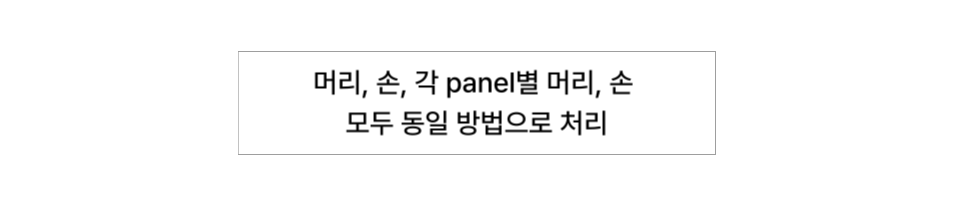 머리, 손, 각 panel별 머리, 손
모두 동일 방법으로 처리